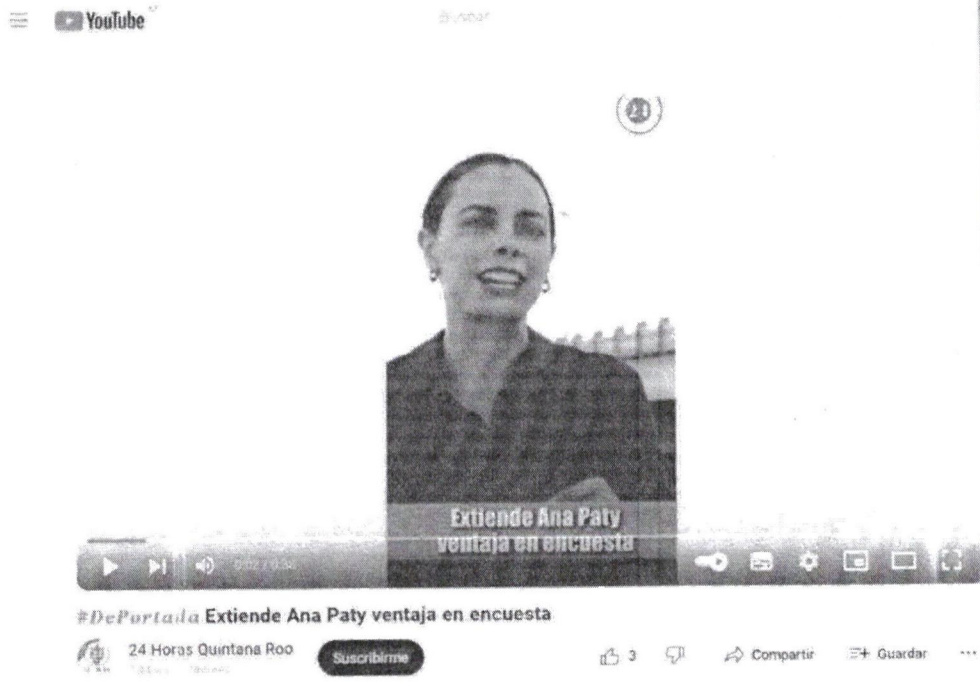 YouTube
Buscar
Extiende Ana Paty
ventaja en encuesta
#DePortada Extiende Ana Paty ventaja en encuesta
24 Horas Quintana Roo
Suscribirme
3
Compartir
Guardar